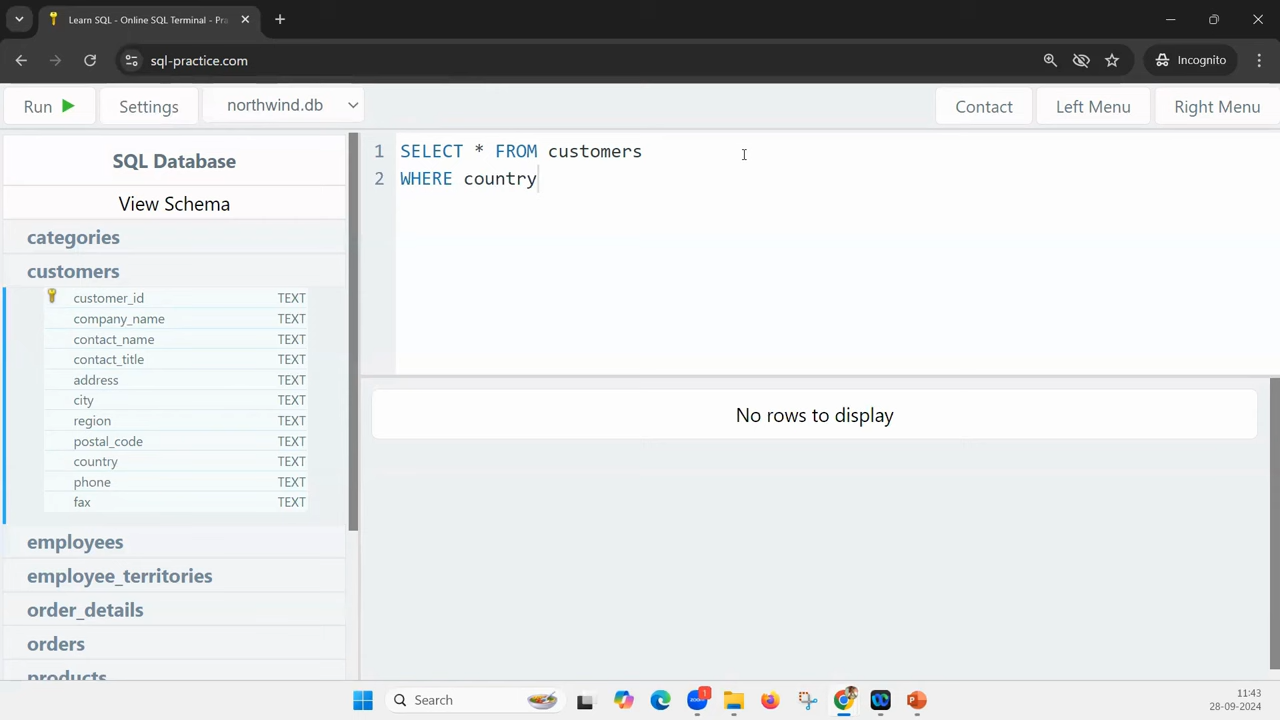 Learn SQL - Online SQL Terminal - Pra
sql-practice.com
Incognito
Run
Settings
northwind.db
Contact
Left Menu
Right Menu
SQL Database
View Schema
categories
customers
customer_id TEXT
company_name TEXT
contact_name TEXT
contact_title TEXT
address TEXT
city TEXT
region TEXT
postal_code TEXT
country TEXT
phone TEXT
fax TEXT
employees
employee_territories
order_details
orders
products
1 SELECT * FROM customers
2 WHERE country
No rows to display
Search
zoom
1
11:43
28-09-2024